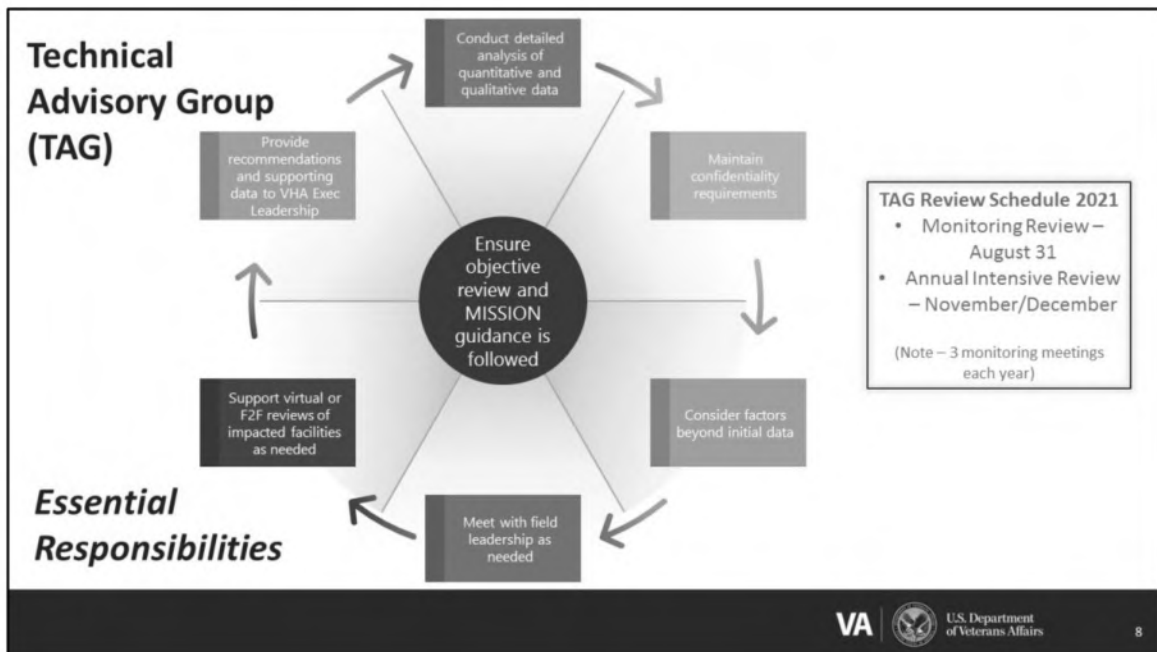 Technical
Advisory Group
(TAG)
Conduct detailed
analysis of
quantitative and
qualitative data
Maintain
confidentiality
requirements
Consider factors
beyond initial data
Meet with field
leadership as
needed
Support virtual or
F2F reviews of
impacted facilities
as needed
Provide
recommendations
and supporting
data to VHA Exec
Leadership
Ensure
objective
review and
MISSION
guidance is
followed
TAG Review Schedule 2021
• Monitoring Review –
August 31
• Annual Intensive Review
– November/December
(Note – 3 monitoring meetings
each year)
Essential
Responsibilities
VA
U.S. Department
of Veterans Affairs
8